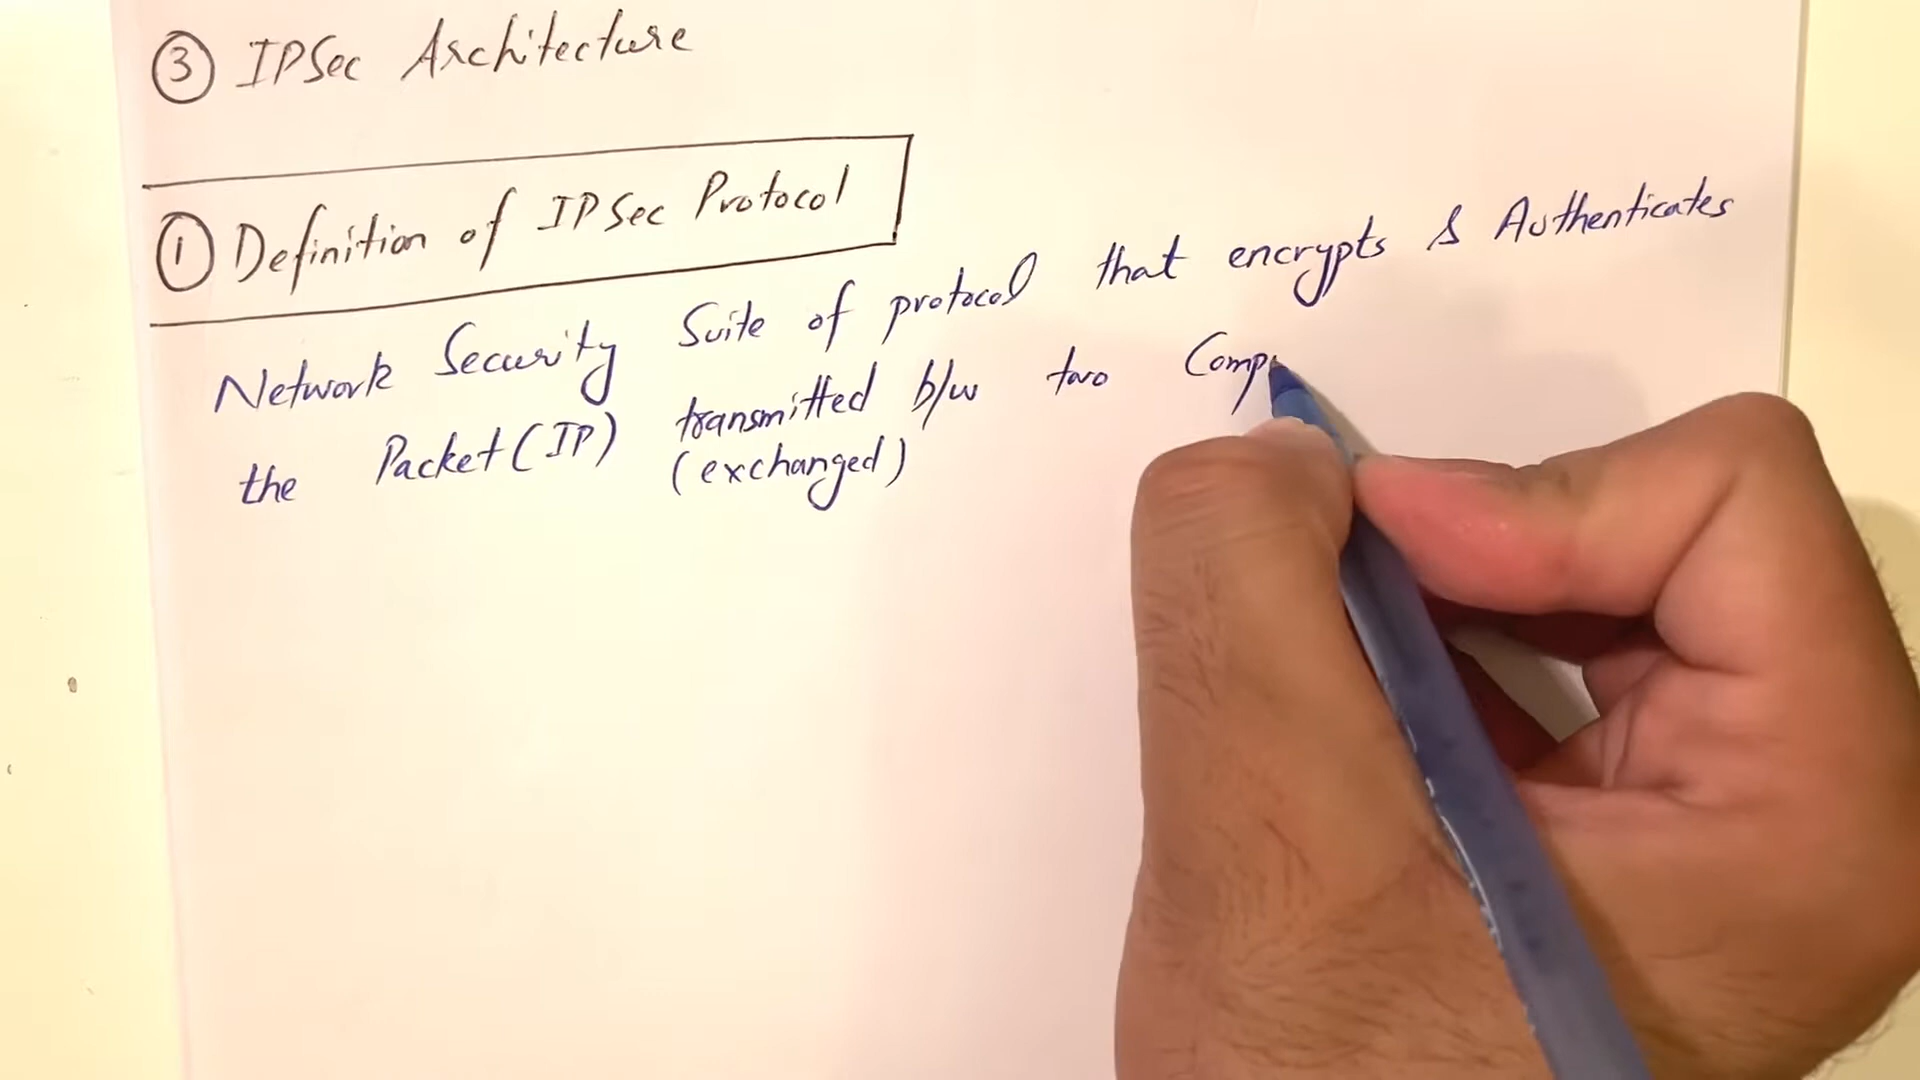 ③ IPSec Architecture
① Definition of IPSec Protocol
Network Security Suite of protocol that encrypts & Authenticates
the Packet(IP) transmitted b/w two Comp
(exchanged)